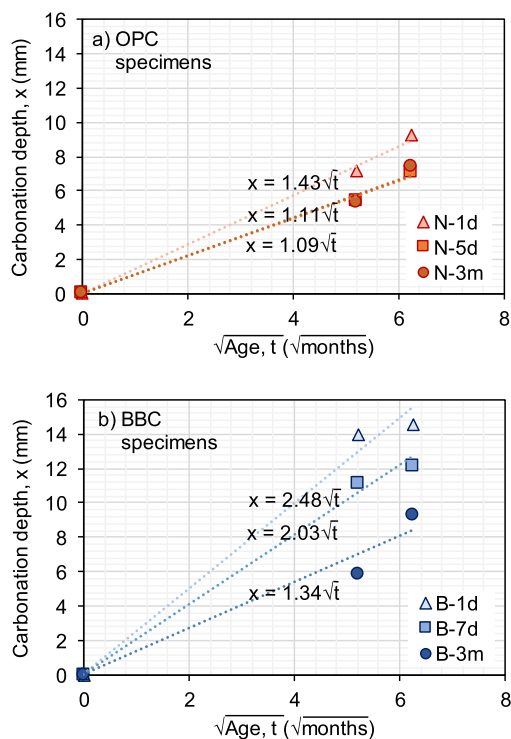 a) OPC
specimens
Carbonation depth, x (mm)
16
14
12
10
8
6
4
2
0
x = 1.43√t
x = 1.11√t
x = 1.09√t
N-1d
N-5d
N-3m
0 2 4 6 8
√Age, t (√months)
b) BBC
specimens
Carbonation depth, x (mm)
16
14
12
10
8
6
4
2
0
x = 2.48√t
x = 2.03√t
x = 1.34√t
B-1d
B-7d
B-3m
0 2 4 6 8
√Age, t (√months)